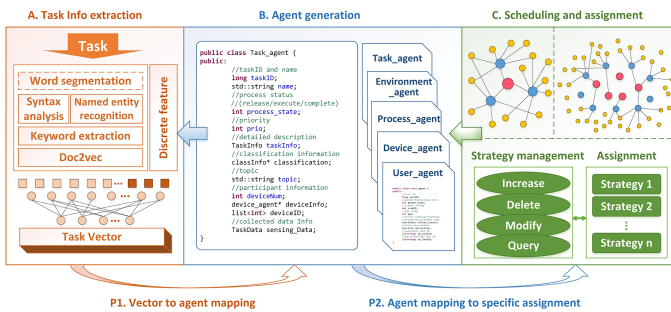 A. Task Info extraction
Task
Word segmentation
Syntax
analysis
Named entity
recognition
Keyword extraction
Doc2vec
Discrete feature
...
...
Task Vector
B. Agent generation
public class Task_agent {
public:
//taskID and name
long taskID;
std::string name;
//process status
//(release/execute/complete)
int process_state;
//priority
int prio;
//detailed description
TaskInfo taskInfo;
//classification information
classInfo* classification;
//topic
std::string topic;
//participant information
int deviceNum;
device_agent* deviceInfo;
list<int> deviceID;
//collected data Info
TaskData sensing_Data;
}
Task_agent
Environment
_agent
Process_agent
Device_agent
User_agent
C. Scheduling and assignment
Strategy management
Increase
Delete
Modify
Query
Assignment
Strategy 1
Strategy 2
...
Strategy n
P1. Vector to agent mapping
P2. Agent mapping to specific assignment